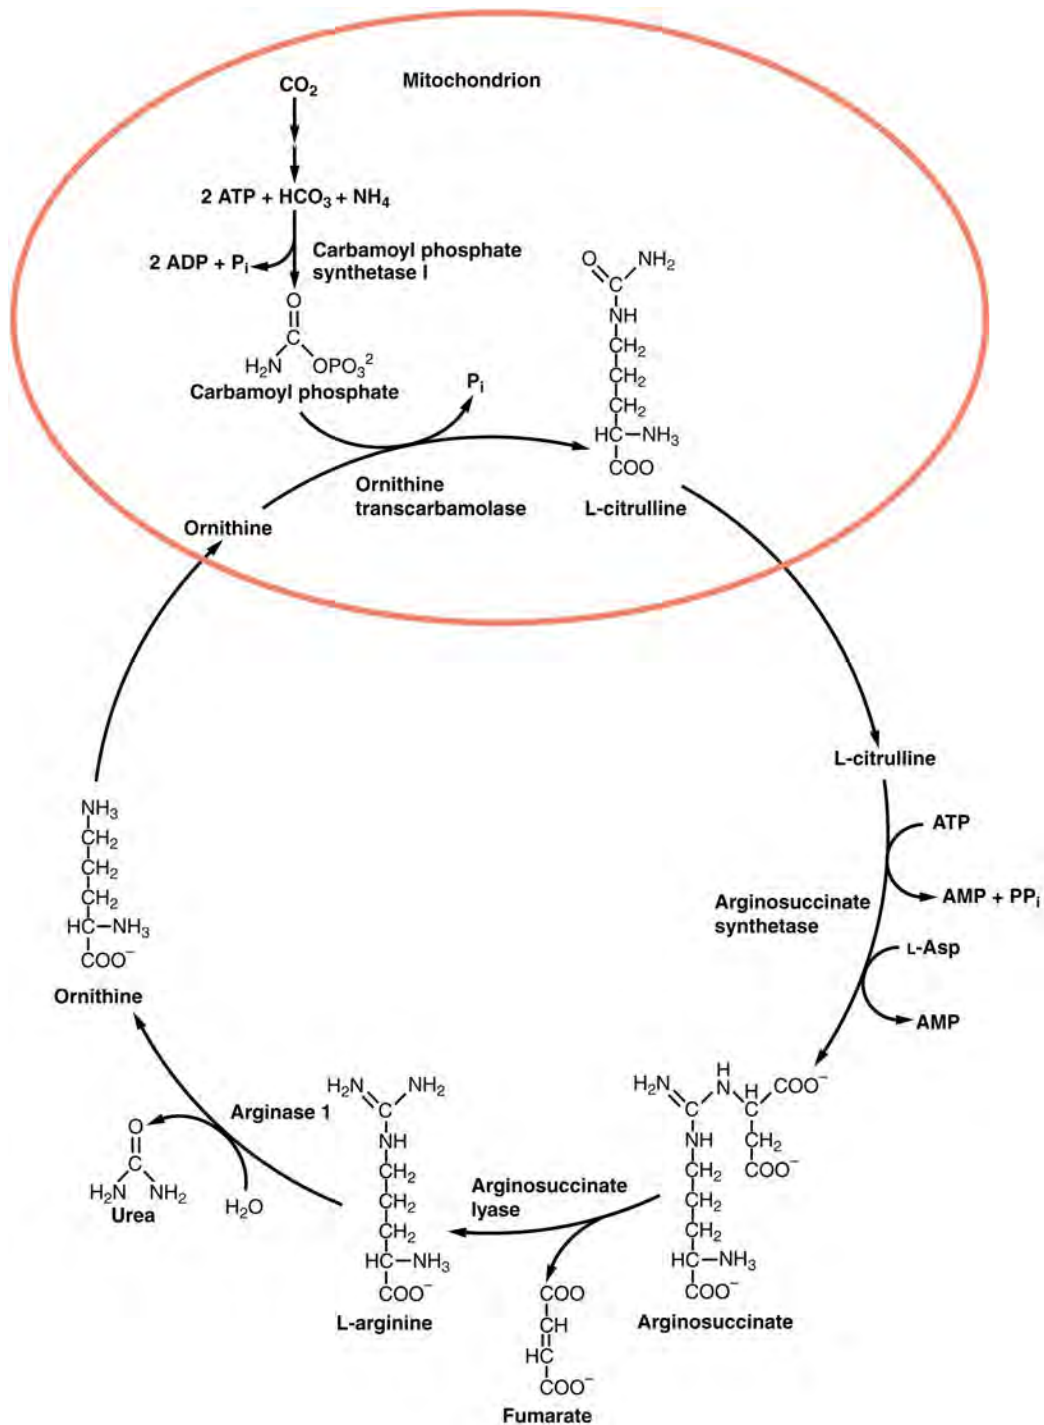 Mitochondrion
CO₂
2 ATP + HCO₃ + NH₄
Carbamoyl phosphate
synthetase I
2 ADP + Pᵢ
O
C
H₂N
OPO₃²
Carbamoyl phosphate
Pᵢ
O
NH₂
C
NH
CH₂
CH₂
CH₂
HC–NH₃
COO
L-citrulline
Ornithine
transcarbamolase
Ornithine
L-citrulline
ATP
AMP + PPᵢ
Arginosuccinate
synthetase
L-Asp
AMP
NH₃
CH₂
CH₂
CH₂
HC–NH₃
COO⁻
Ornithine
H
H₂N
N
H
COO⁻
C
C
NH
CH₂
COO⁻
CH₂
CH₂
CH₂
HC–NH₃
COO⁻
Arginosuccinate
Arginosuccinate
lyase
H₂N
NH₂
C
NH
CH₂
CH₂
CH₂
HC–NH₃
COO⁻
L-arginine
Arginase 1
O
C
H₂N
NH₂
Urea
H₂O
COO
CH
HC
COO⁻
Fumarate